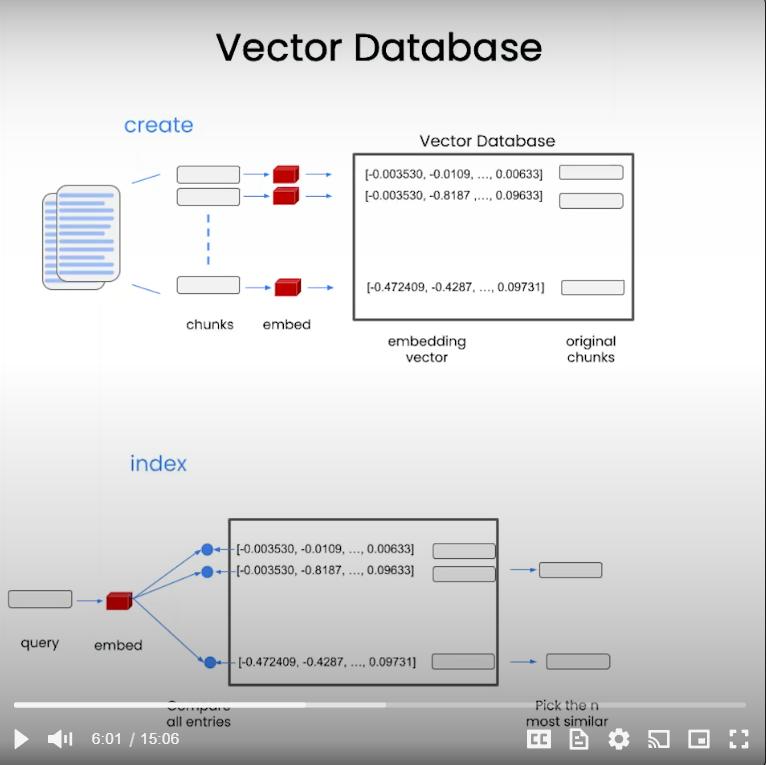 Vector Database
create
Vector Database
[-0.003530, -0.0109, ..., 0.00633]
[-0.003530, -0.8187 ,..., 0.09633]
[-0.472409, -0.4287, ..., 0.09731]
chunks
embed
embedding
vector
original
chunks
index
[-0.003530, -0.0109, ..., 0.00633]
[-0.003530, -0.8187, ..., 0.09633]
[-0.472409, -0.4287, ..., 0.09731]
query
embed
Compare
all entries
Pick the n
most similar
6:01 / 15:06
CC